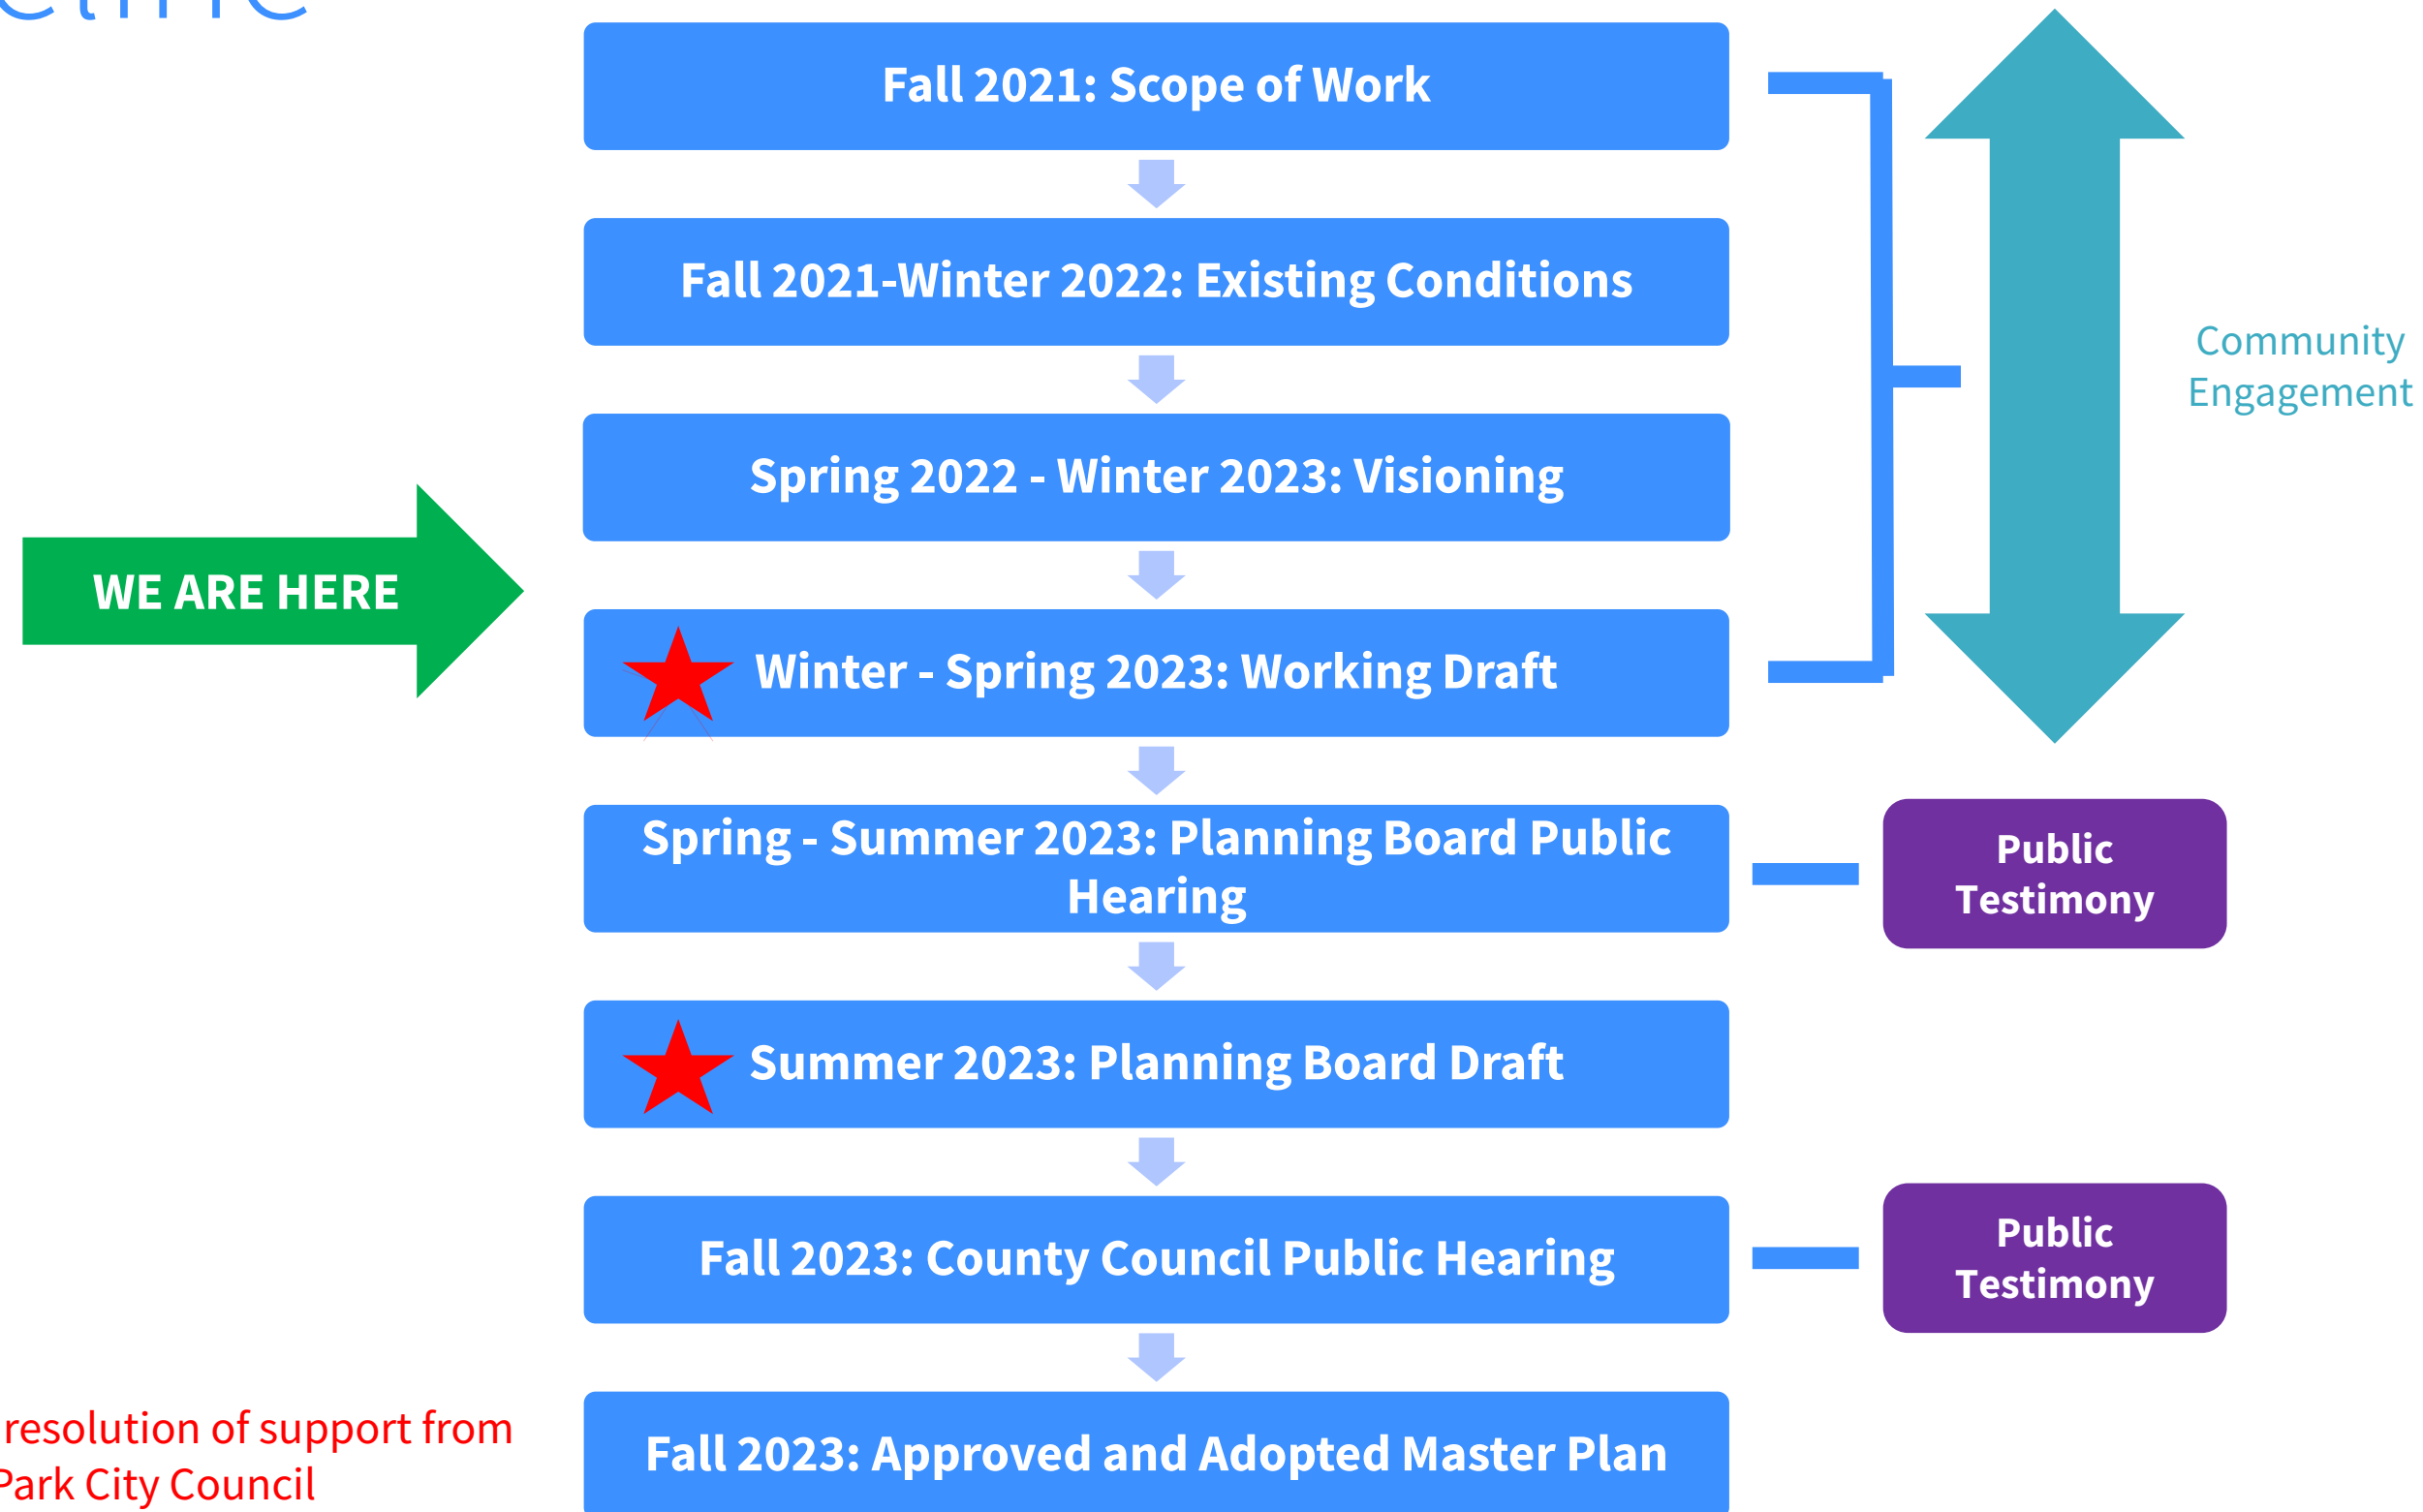 Fall 2021: Scope of Work
Fall 2021-Winter 2022: Existing Conditions
Community
Engagement
Spring 2022 - Winter 2023: Visioning
WE ARE HERE
Winter - Spring 2023: Working Draft
Spring - Summer 2023: Planning Board Public
Hearing
Public
Testimony
Summer 2023: Planning Board Draft
Fall 2023: County Council Public Hearing
Public
Testimony
resolution of support from
Park City Council
Fall 2023: Approved and Adopted Master Plan